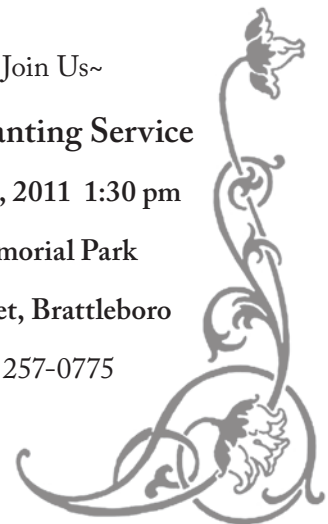 Join Us~
anting Service
, 2011 1:30 pm
morial Park
et, Brattleboro
257-0775